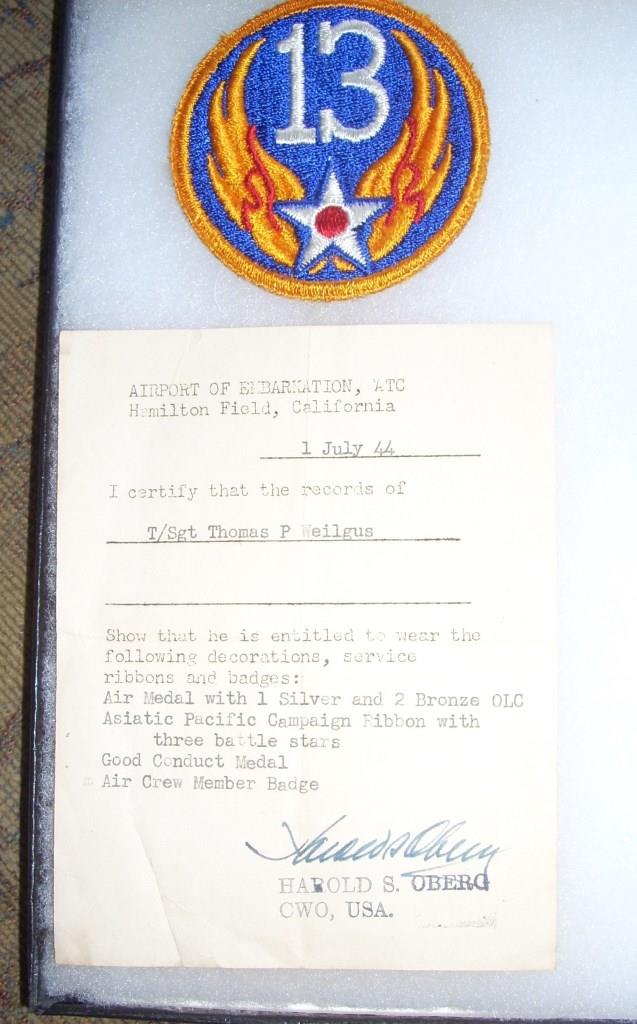 13
AIRPORT OF EMBARKATION, ATC
Hamilton Field, California
1 July 44
I certify that the records of
T/Sgt Thomas P Weilgus
Show that he is entitled to wear the
following decorations, service
ribbons and badges:
Air Medal with 1 Silver and 2 Bronze OLC
Asiatic Pacific Campaign Ribbon with
three battle stars
Good Conduct Medal
Air Crew Member Badge
Harold S Oberg
HAROLD S. OBERG
CWO, USA.